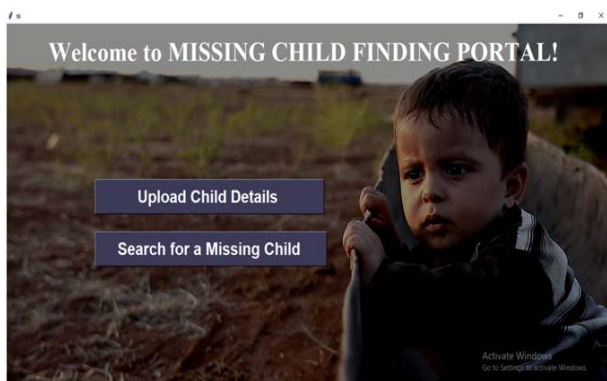 tk
Welcome to MISSING CHILD FINDING PORTAL!
Upload Child Details
Search for a Missing Child
Activate Windows
Go to Settings to activate Windows.